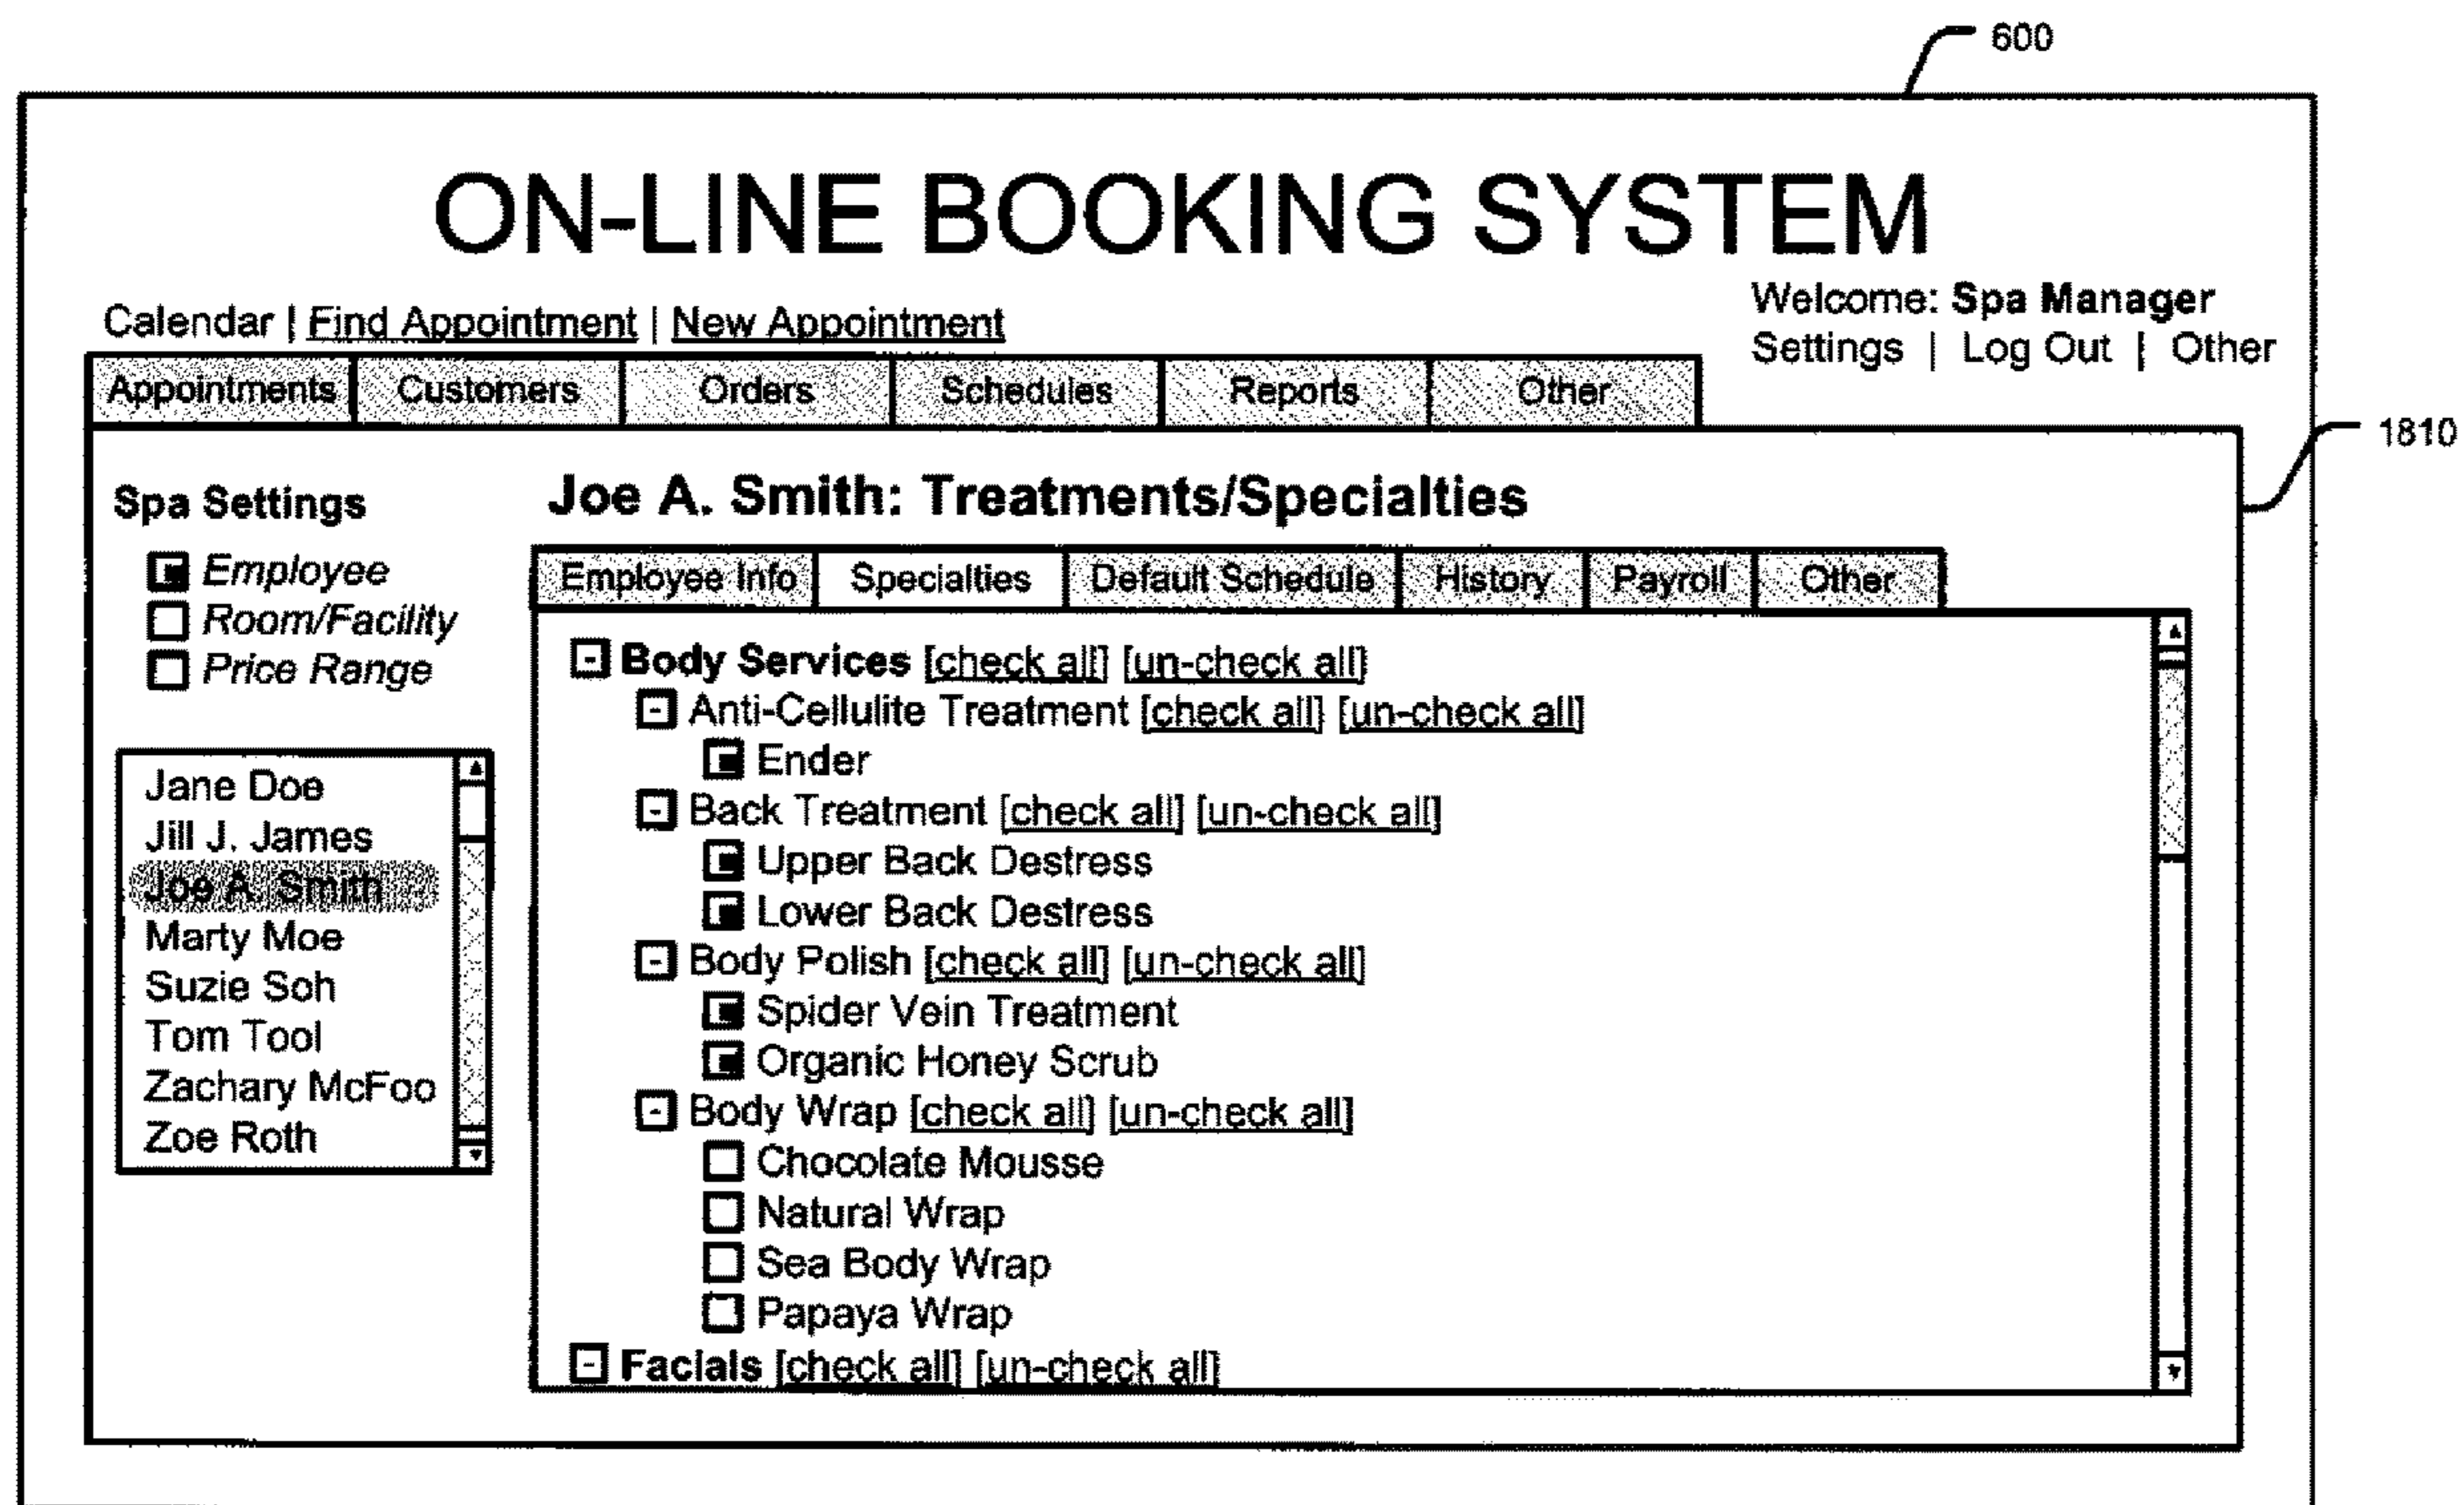 600
ON-LINE BOOKING SYSTEM
Welcome: Spa Manager
Calendar | Find Appointment | New Appointment
Settings | Log Out | Other
Appointments Customers Orders Schedules Reports Other
1810
Spa Settings
Employee
Room/Facility
Price Range
Jane Doe
Jill J. James
Joe A. Smith
Marty Moe
Suzie Soh
Tom Tool
Zachary McFoo
Zoe Roth
Joe A. Smith: Treatments/Specialties
Employee Info Specialties Default Schedule History Payroll Other
- Body Services [check all] [un-check all]
- Anti-Cellulite Treatment [check all] [un-check all]
Ender
- Back Treatment [check all] [un-check all]
Upper Back Destress
Lower Back Destress
- Body Polish [check all] [un-check all]
Spider Vein Treatment
Organic Honey Scrub
- Body Wrap [check all] [un-check all]
Chocolate Mousse
Natural Wrap
Sea Body Wrap
Papaya Wrap
- Facials [check all] [un-check all]